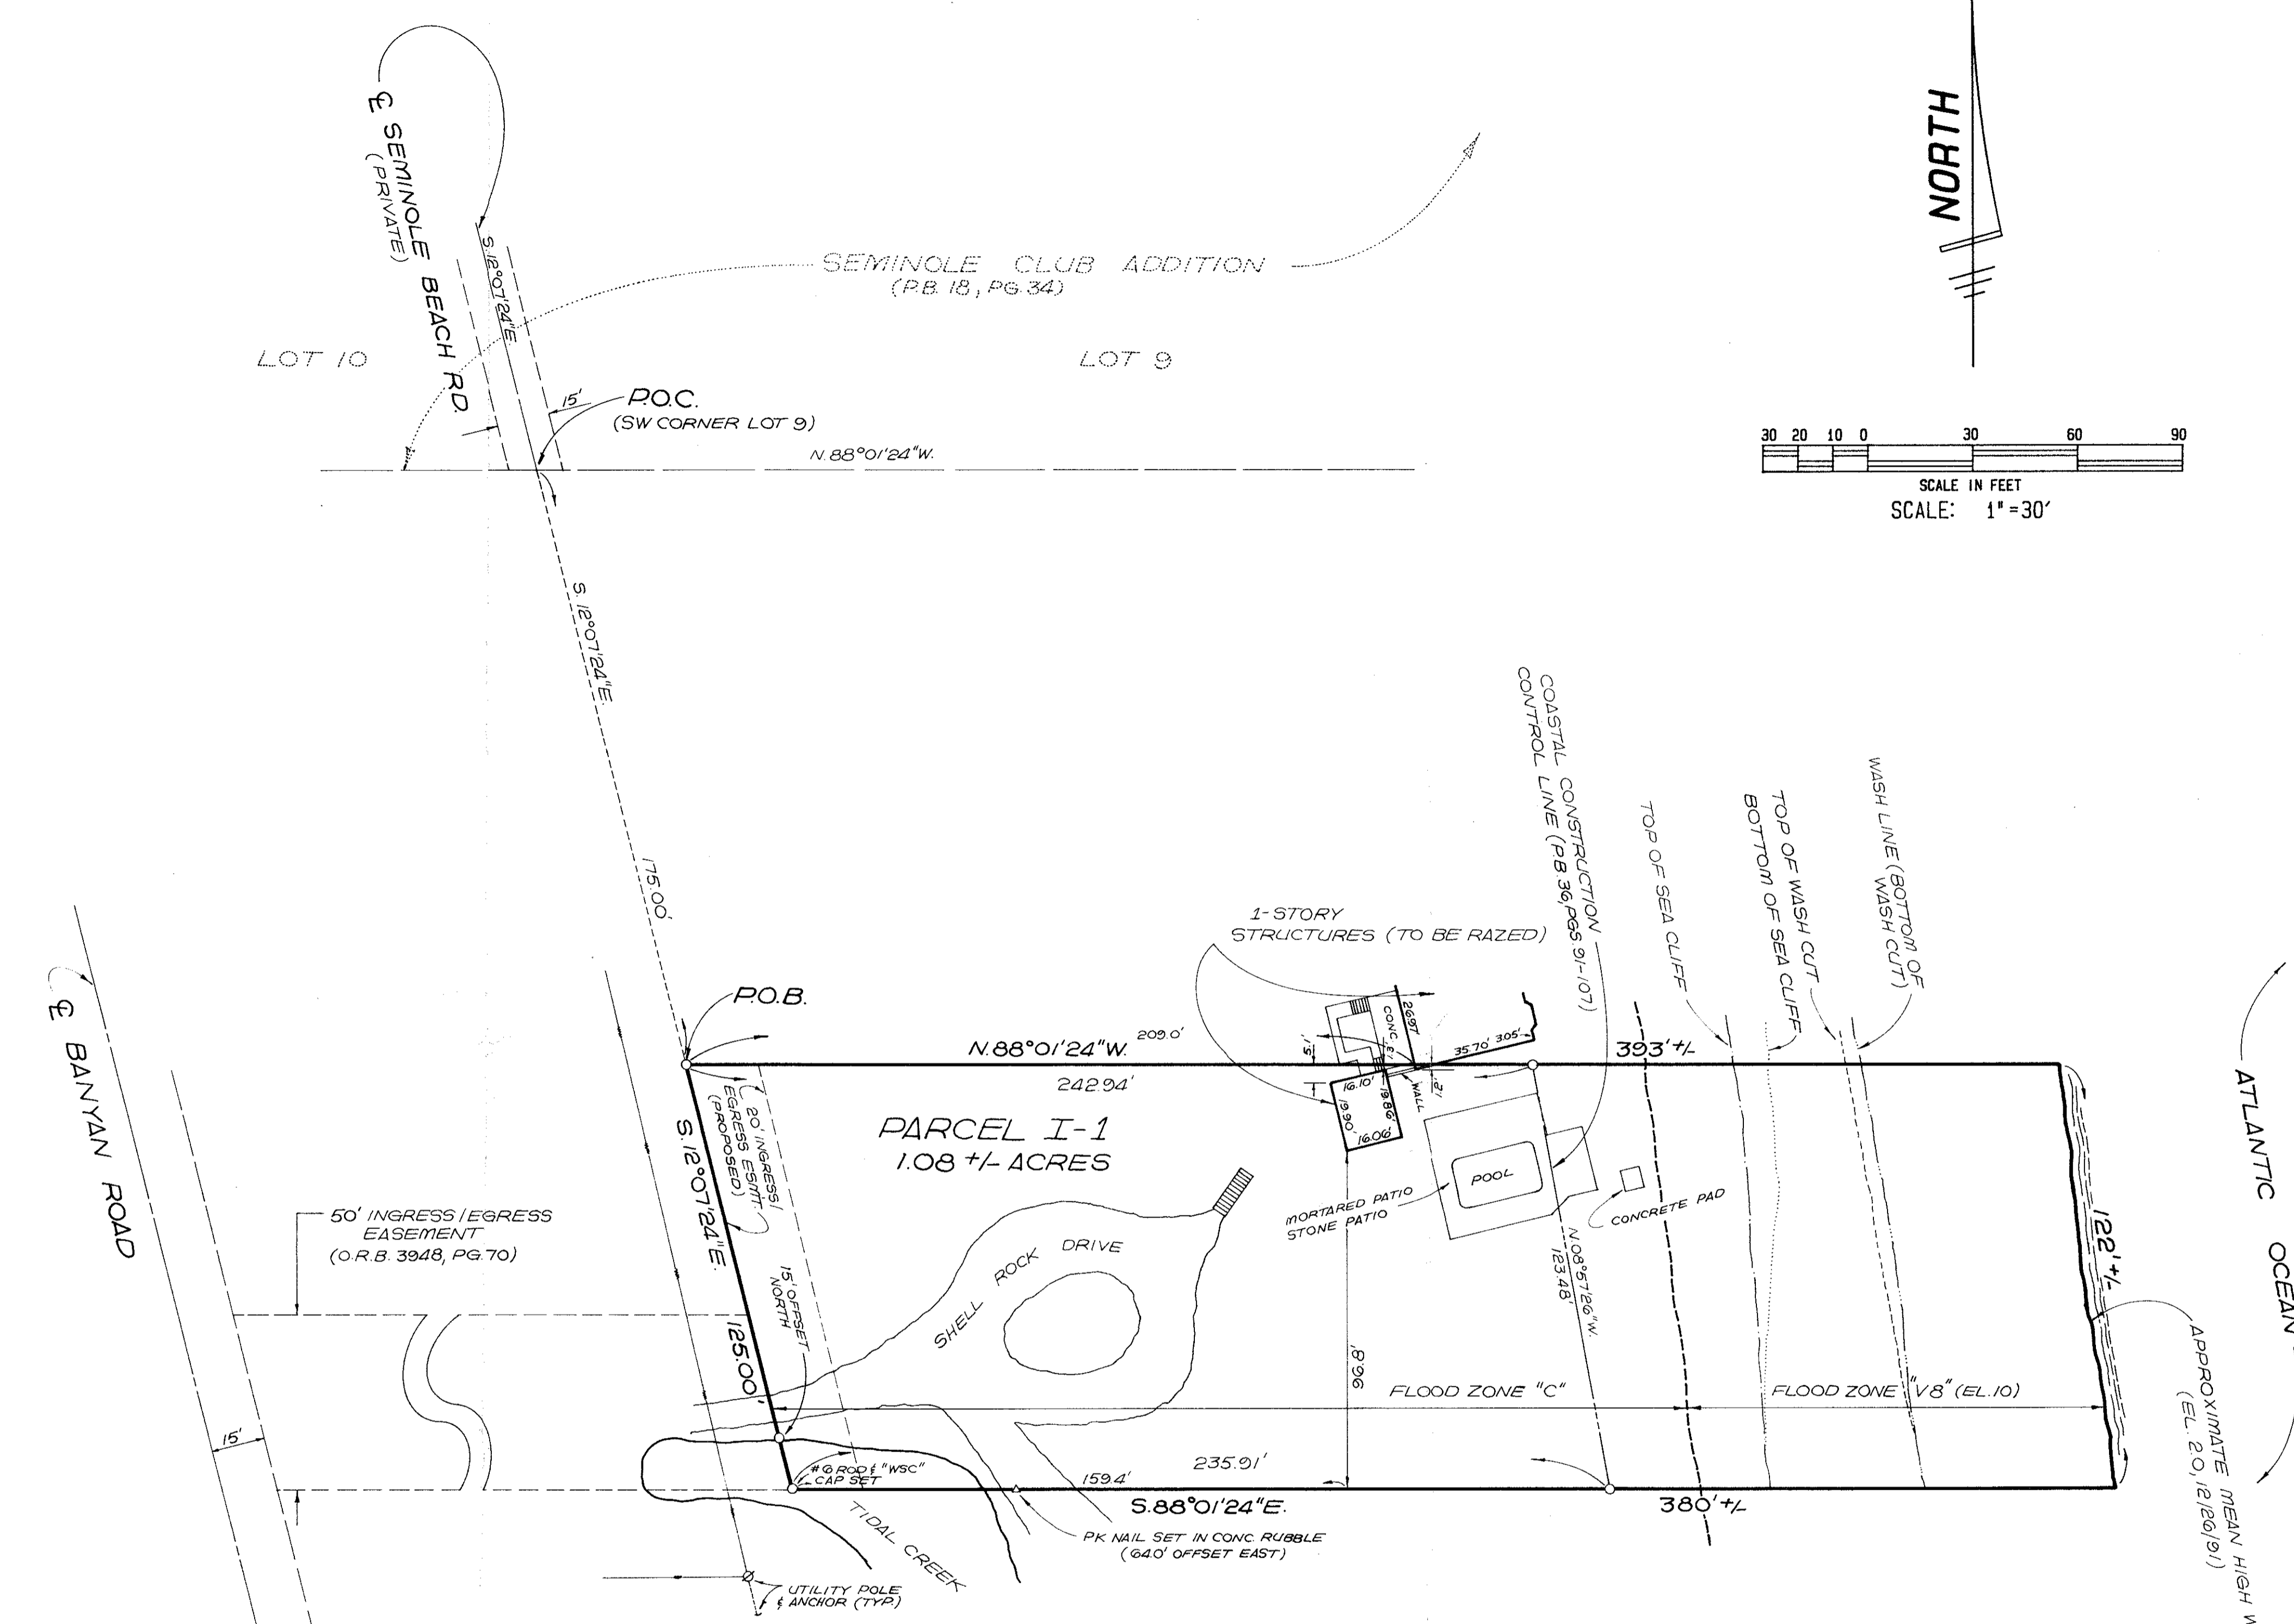 ℄ SEMINOLE BEACH RD.
(PRIVATE)
S.12°07'24"E.
SEMINOLE CLUB ADDITION
(P.B. 18, PG. 34)
NORTH
LOT 10
LOT 9
15'
P.O.C.
(SW CORNER LOT 9)
N.88°01'24"W.
30 20 10 0 30 60 90
SCALE IN FEET
SCALE: 1"=30'
S.12°07'24"E.
175.00'
COASTAL CONSTRUCTION
CONTROL LINE (P.B. 36, PGS. 91-107)
TOP OF SEA CLIFF
TOP OF WASH CUT
BOTTOM OF SEA CLIFF
WASH LINE (BOTTOM OF
WASH CUT)
1-STORY
STRUCTURES (TO BE RAZED)
℄ BANYAN ROAD
P.O.B.
N.88°01'24"W.
209.0'
242.94'
5.1'
CONC.
26.97'
35.70'
3.05'
393' +/-
16.10'
19.90'
19.86'
16.06'
WALL
PARCEL I-1
1.08 +/- ACRES
20' INGRESS/
EGRESS ESMT.
(PROPOSED)
S.12°07'24"E.
125.00'
15' OFFSET
NORTH
50' INGRESS/EGRESS
EASEMENT
(O.R.B. 3948, PG. 70)
POOL
MORTARED PATIO
STONE PATIO
CONCRETE PAD
SHELL ROCK DRIVE
N.08°57'26"W.
123.48'
96.8'
122' +/-
ATLANTIC OCEAN
APPROXIMATE MEAN HIGH W
(EL. 2.0, 12/26/91)
FLOOD ZONE "C"
FLOOD ZONE "V8" (EL.10)
15'
#6 ROD & "WSC"
CAP SET
159.4'
235.91'
S.88°01'24"E.
380' +/-
PK NAIL SET IN CONC. RUBBLE
(64.0' OFFSET EAST)
TIDAL CREEK
UTILITY POLE
& ANCHOR (TYP.)